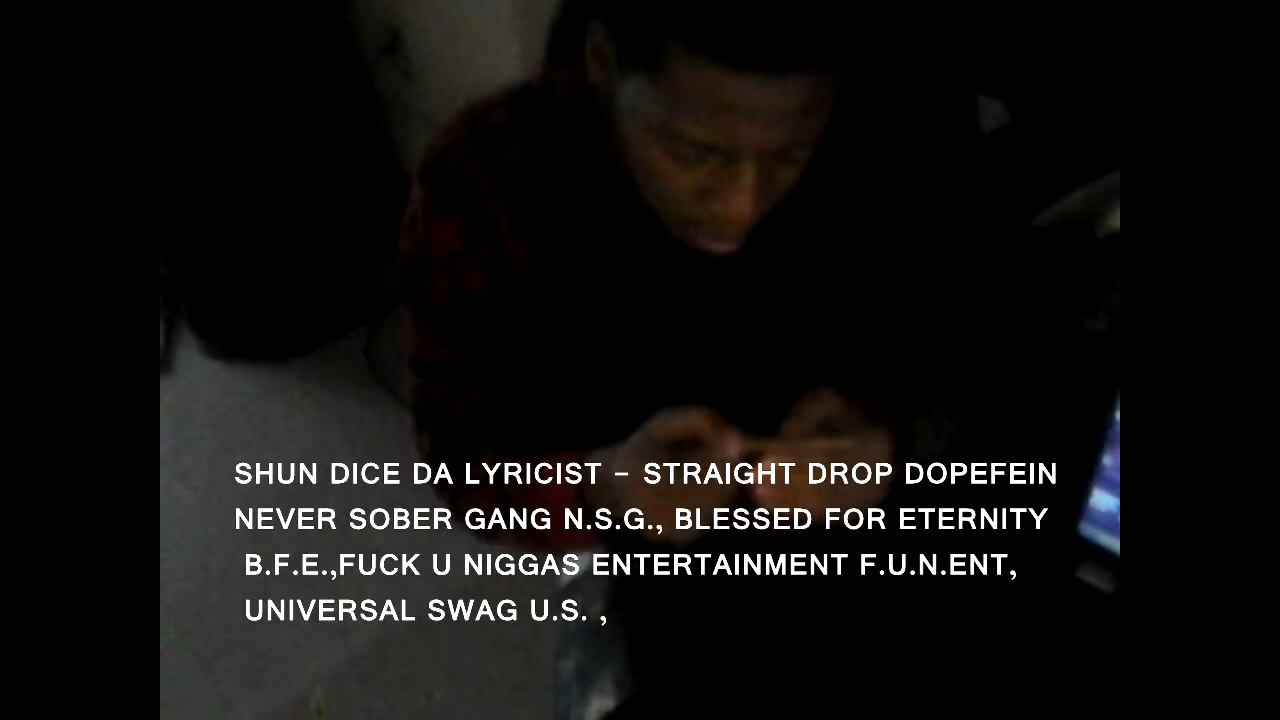 SHUN DICE DA LYRICIST - STRAIGHT DROP DOPEFEIN
NEVER SOBER GANG N.S.G., BLESSED FOR ETERNITY
B.F.E.,FUCK U NIGGAS ENTERTAINMENT F.U.N.ENT,
UNIVERSAL SWAG U.S. ,